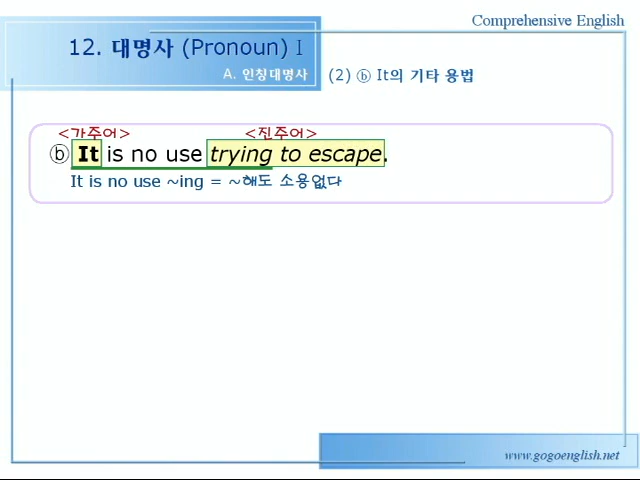 Comprehensive English
12. 대명사 (Pronoun) I
A. 인칭대명사
(2) ⓑ It의 기타 용법
<가주어> <진주어>
ⓑ It is no use trying to escape.
It is no use ~ing = ~해도 소용없다
www.gogoenglish.net